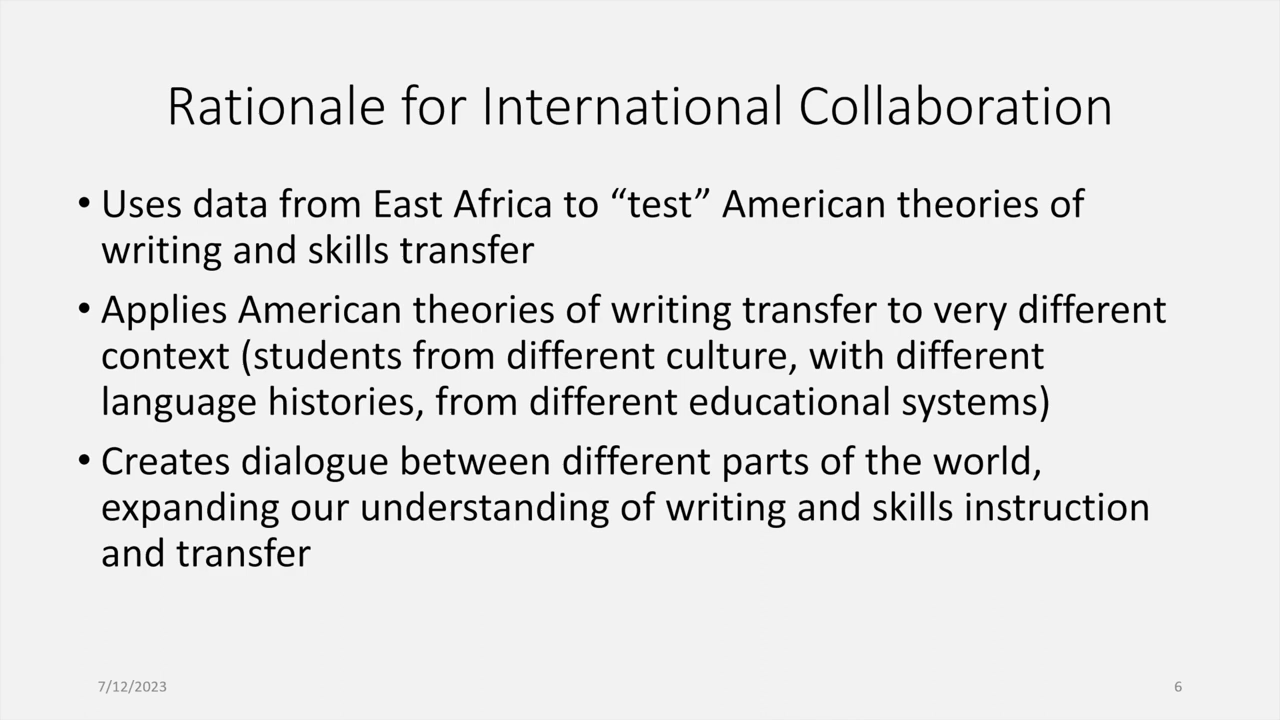 Rationale for International Collaboration
• Uses data from East Africa to “test” American theories of
writing and skills transfer
• Applies American theories of writing transfer to very different
context (students from different culture, with different
language histories, from different educational systems)
• Creates dialogue between different parts of the world,
expanding our understanding of writing and skills instruction
and transfer
7/12/2023
6